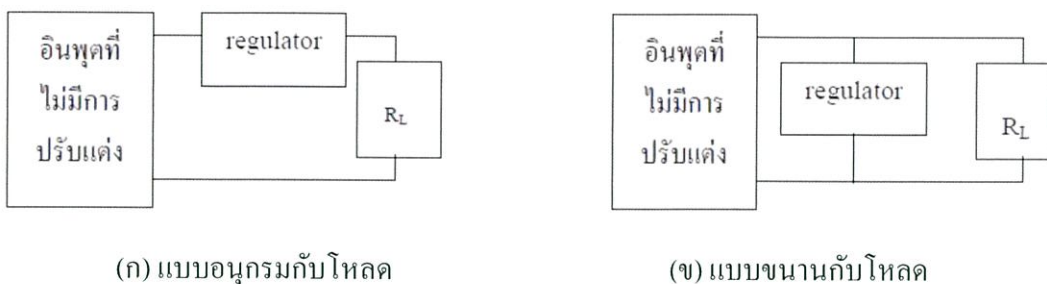 อินพุตที่
ไม่มีการ
ปรับแต่ง
regulator
R_L
(ก) แบบอนุกรมกับโหลด
อินพุตที่
ไม่มีการ
ปรับแต่ง
regulator
R_L
(ข) แบบขนานกับโหลด